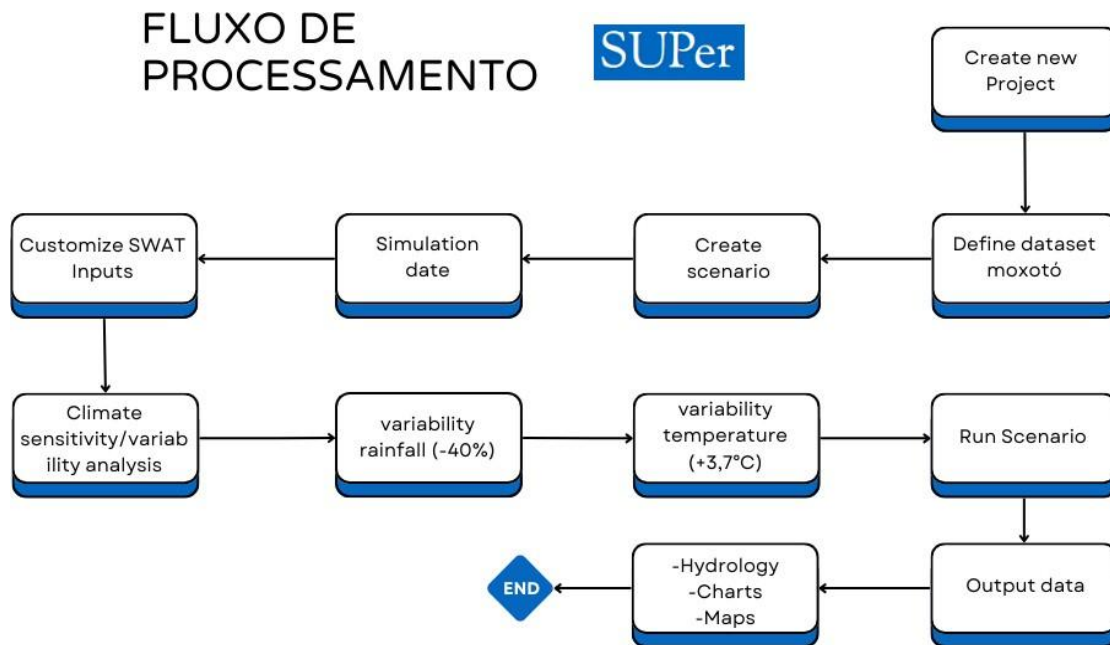 FLUXO DE
PROCESSAMENTO
SUPer
Create new
Project
Define dataset
moxotó
Create
scenario
Simulation
date
Customize SWAT
Inputs
Climate
sensitivity/variab
ility analysis
variability
rainfall (-40%)
variability
temperature
(+3,7°C)
Run Scenario
Output data
-Hydrology
-Charts
-Maps
END